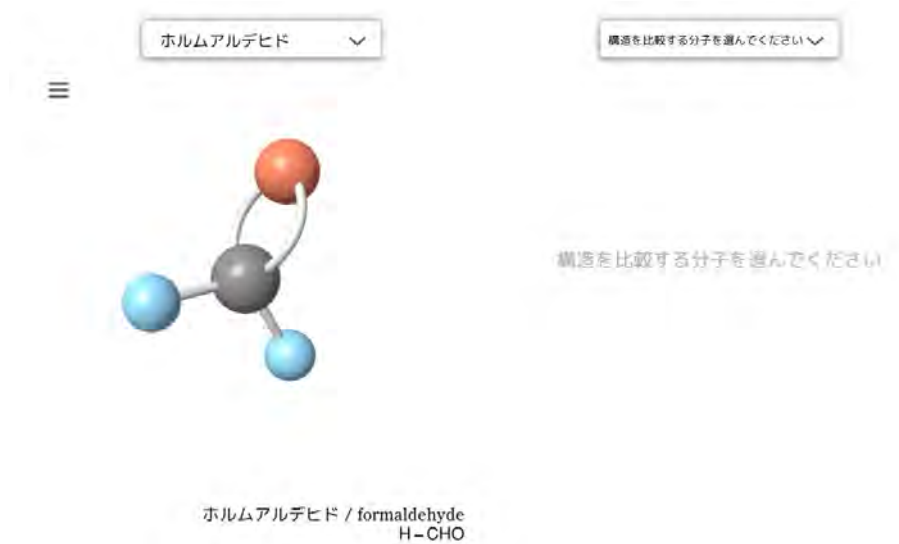 ホルムアルデヒド
構造を比較する分子を選んでください
構造を比較する分子を選んでください
ホルムアルデヒド / formaldehyde
H–CHO